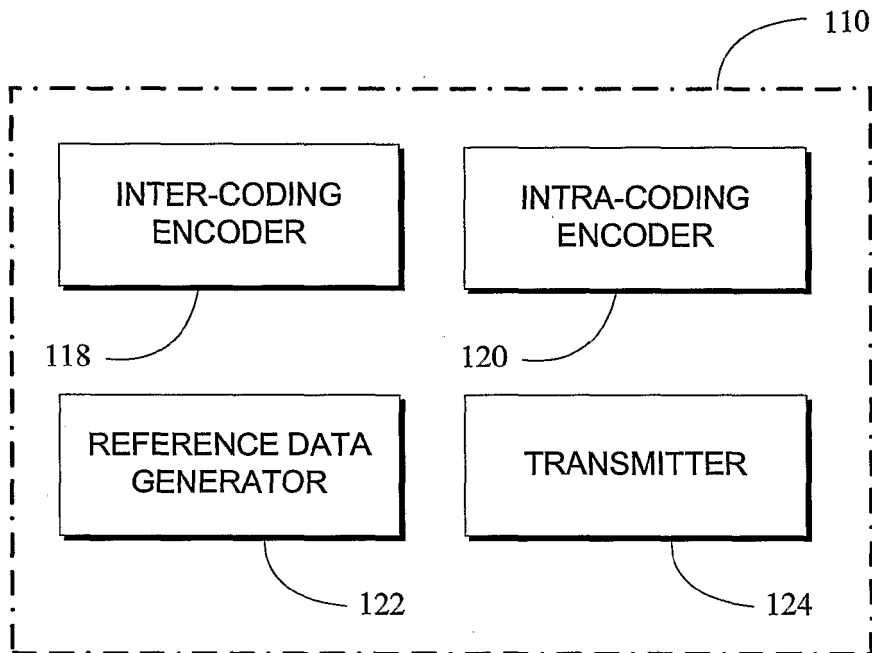 110
INTER-CODING
ENCODER
INTRA-CODING
ENCODER
118
120
REFERENCE DATA
GENERATOR
TRANSMITTER
122
124